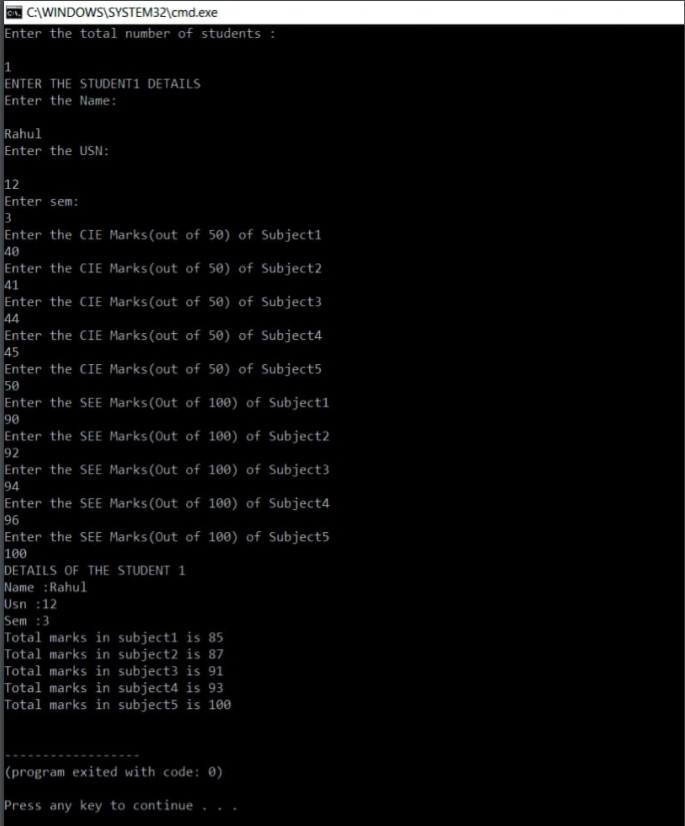 C:\WINDOWS\SYSTEM32\cmd.exe
Enter the total number of students :
1
ENTER THE STUDENT1 DETAILS
Enter the Name:
Rahul
Enter the USN:
12
Enter sem:
3
Enter the CIE Marks(out of 50) of Subject1
40
Enter the CIE Marks(out of 50) of Subject2
41
Enter the CIE Marks(out of 50) of Subject3
44
Enter the CIE Marks(out of 50) of Subject4
45
Enter the CIE Marks(out of 50) of Subject5
50
Enter the SEE Marks(Out of 100) of Subject1
90
Enter the SEE Marks(Out of 100) of Subject2
92
Enter the SEE Marks(Out of 100) of Subject3
94
Enter the SEE Marks(Out of 100) of Subject4
96
Enter the SEE Marks(Out of 100) of Subject5
100
DETAILS OF THE STUDENT 1
Name :Rahul
Usn :12
Sem :3
Total marks in subject1 is 85
Total marks in subject2 is 87
Total marks in subject3 is 91
Total marks in subject4 is 93
Total marks in subject5 is 100
------------------
(program exited with code: 0)
Press any key to continue . . .